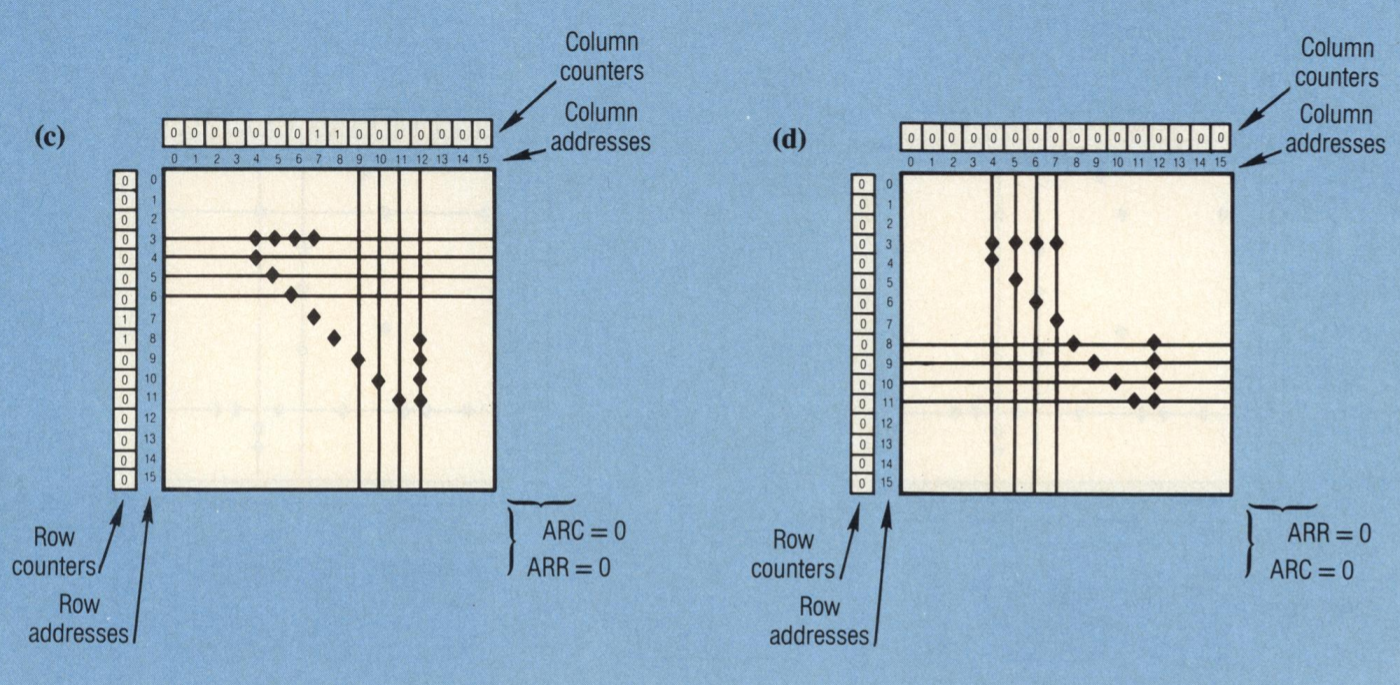 (c)
Column
counters
Column
addresses
0 0 0 0 0 0 0 1 1 0 0 0 0 0 0 0
0 1 2 3 4 5 6 7 8 9 10 11 12 13 14 15
0 0
0 1
0 2
0 3
0 4
0 5
0 6
1 7
1 8
0 9
0 10
0 11
0 12
0 13
0 14
0 15
Row
counters
Row
addresses
ARC = 0
ARR = 0
(d)
Column
counters
Column
addresses
0 0 0 0 0 0 0 0 0 0 0 0 0 0 0 0
0 1 2 3 4 5 6 7 8 9 10 11 12 13 14 15
0 0
0 1
0 2
0 3
0 4
0 5
0 6
0 7
0 8
0 9
0 10
0 11
0 12
0 13
0 14
0 15
Row
counters
Row
addresses
ARR = 0
ARC = 0